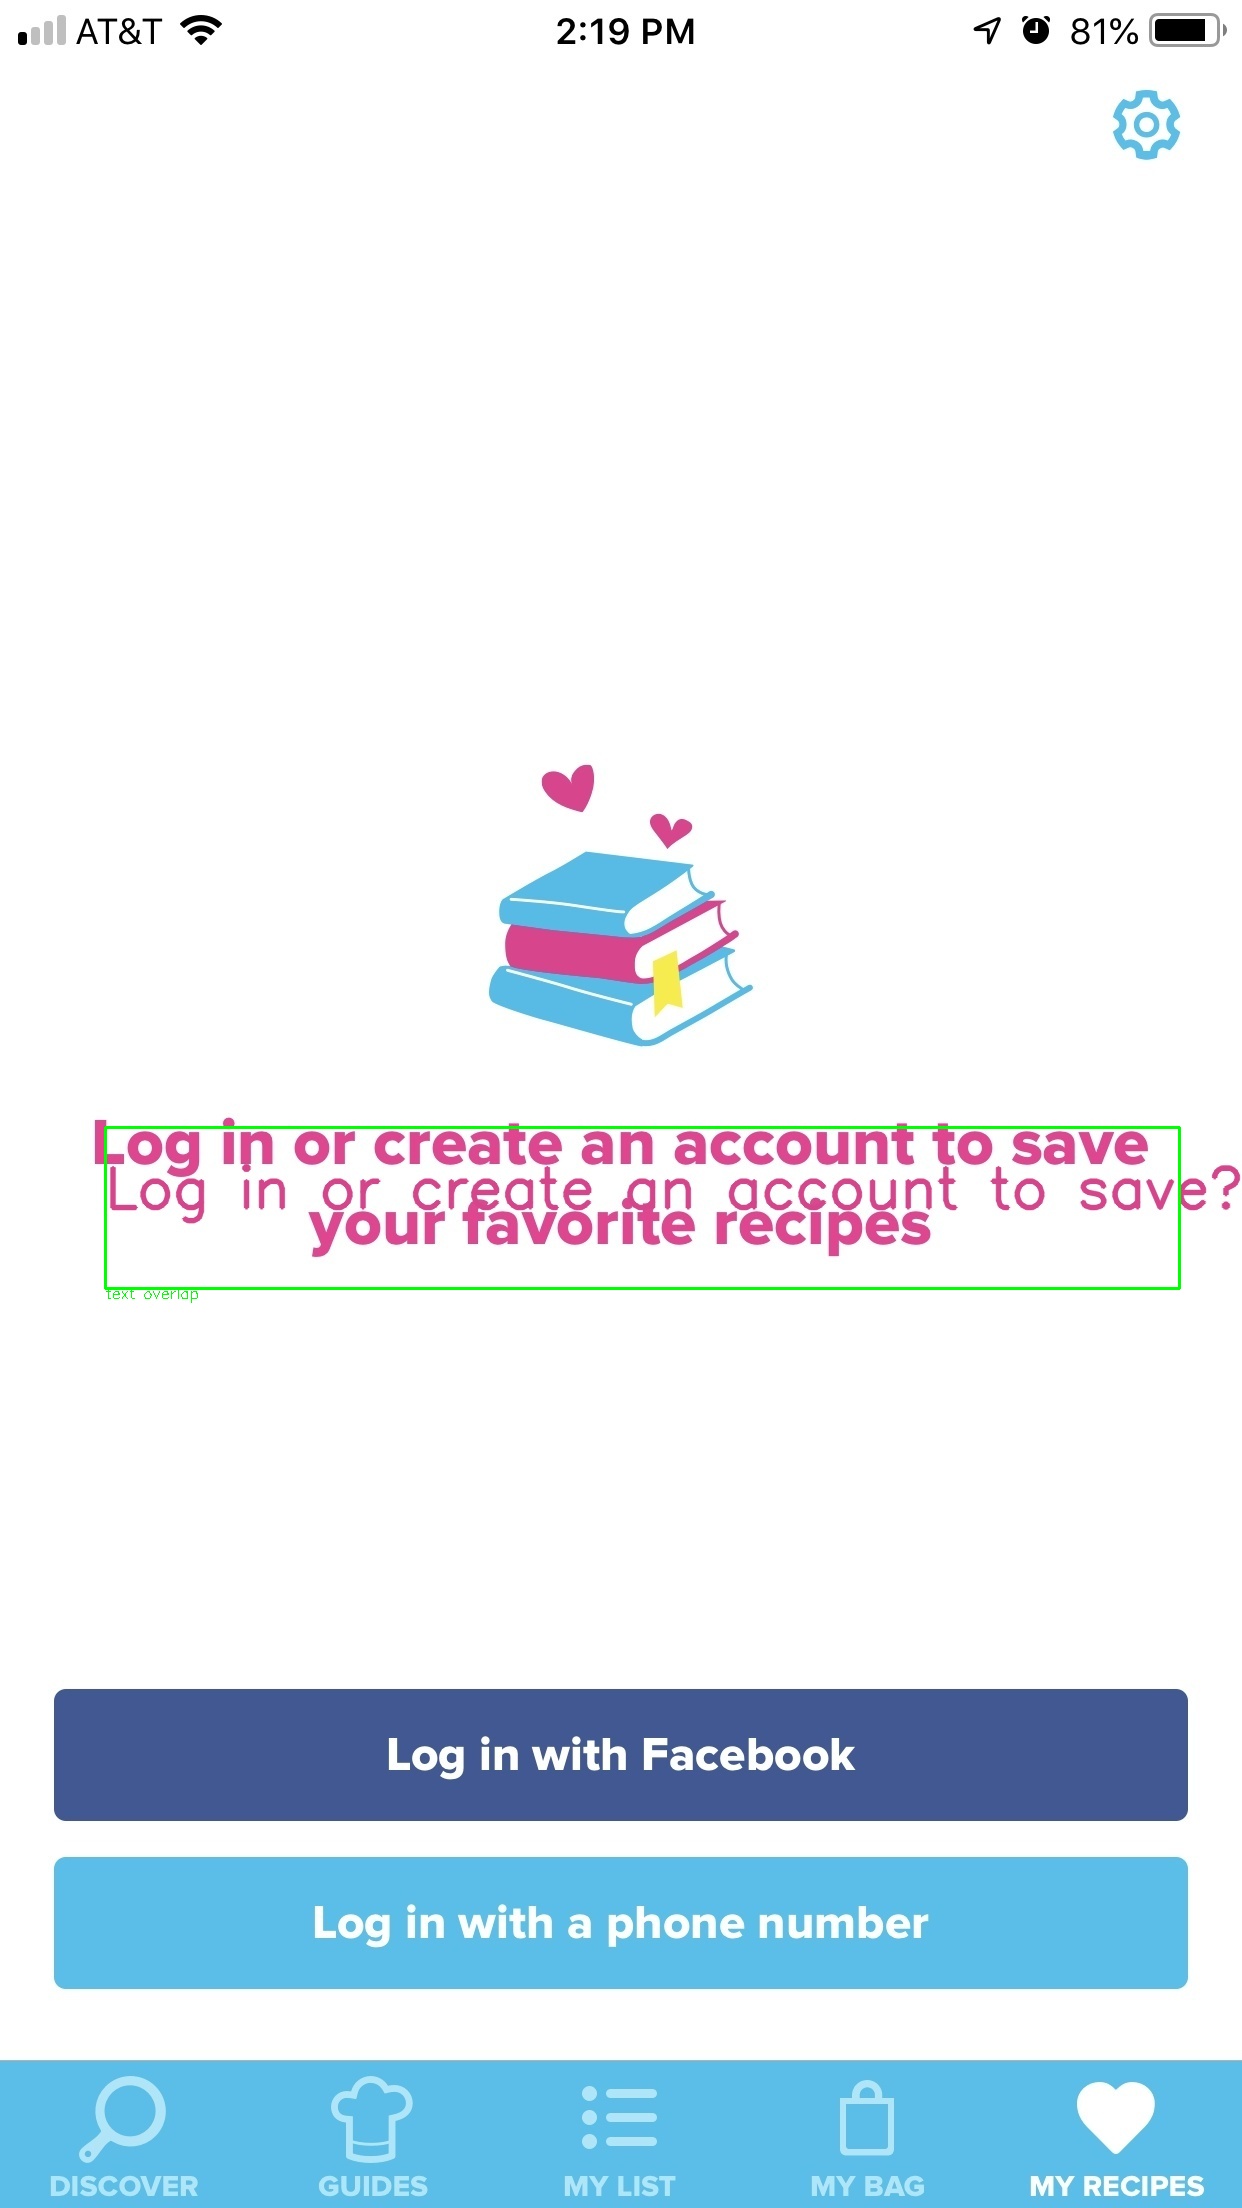 AT&T 2:19 PM 81%
Log in or create an account to save
Log in or create an account to save?
your favorite recipes
text overlap
Log in with Facebook
Log in with a phone number
DISCOVER GUIDES MY LIST MY BAG MY RECIPES